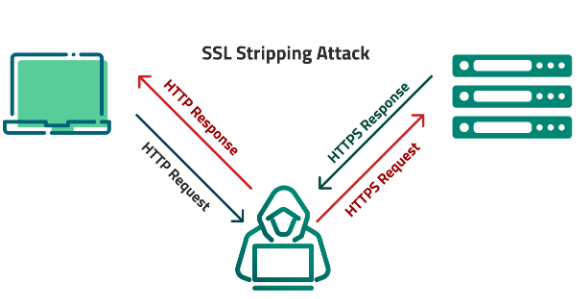 SSL Stripping Attack
HTTP Response
HTTP Request
HTTPS Response
HTTPS Request